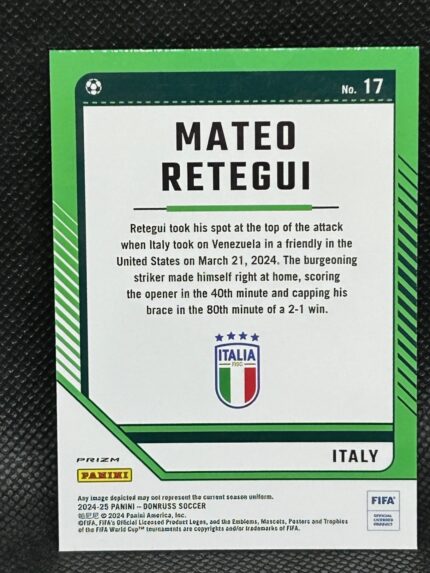 No. 17
MATEO
RETEGUI
Retegui took his spot at the top of the attack
when Italy took on Venezuela in a friendly in the
United States on March 21, 2024. The burgeoning
striker made himself right at home, scoring
the opener in the 40th minute and capping his
brace in the 80th minute of a 2-1 win.
ITALIA
FIGC
ITALY
PRIZM
PANINI
Any image depicted may not represent the current season uniform.
2024-25 PANINI – DONRUSS SOCCER
帕尼尼 © 2024 Panini America, Inc.
©FIFA, FIFA's Official Licensed Product Logos, and the Emblems, Mascots, Posters and Trophies
of the FIFA World Cup™ tournaments are copyrights and/or trademarks of FIFA.
FIFA
OFFICIAL
LICENSED
PRODUCT